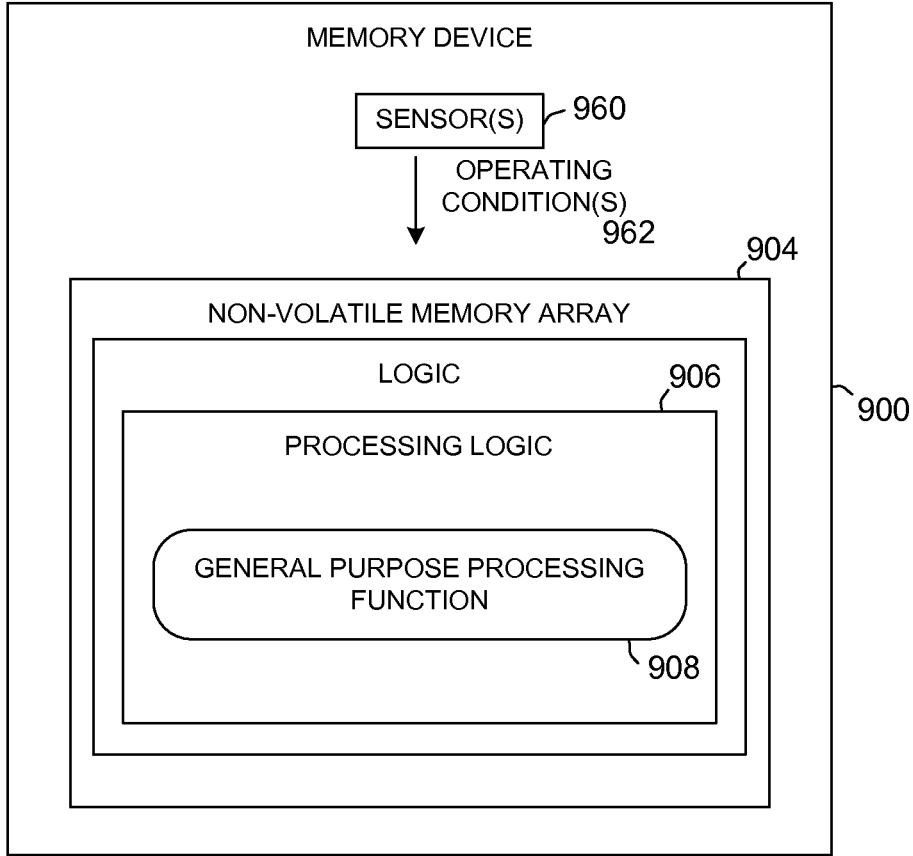 MEMORY DEVICE
SENSOR(S)
960
OPERATING
CONDITION(S)
962
904
NON-VOLATILE MEMORY ARRAY
LOGIC
906
900
PROCESSING LOGIC
GENERAL PURPOSE PROCESSING
FUNCTION
908